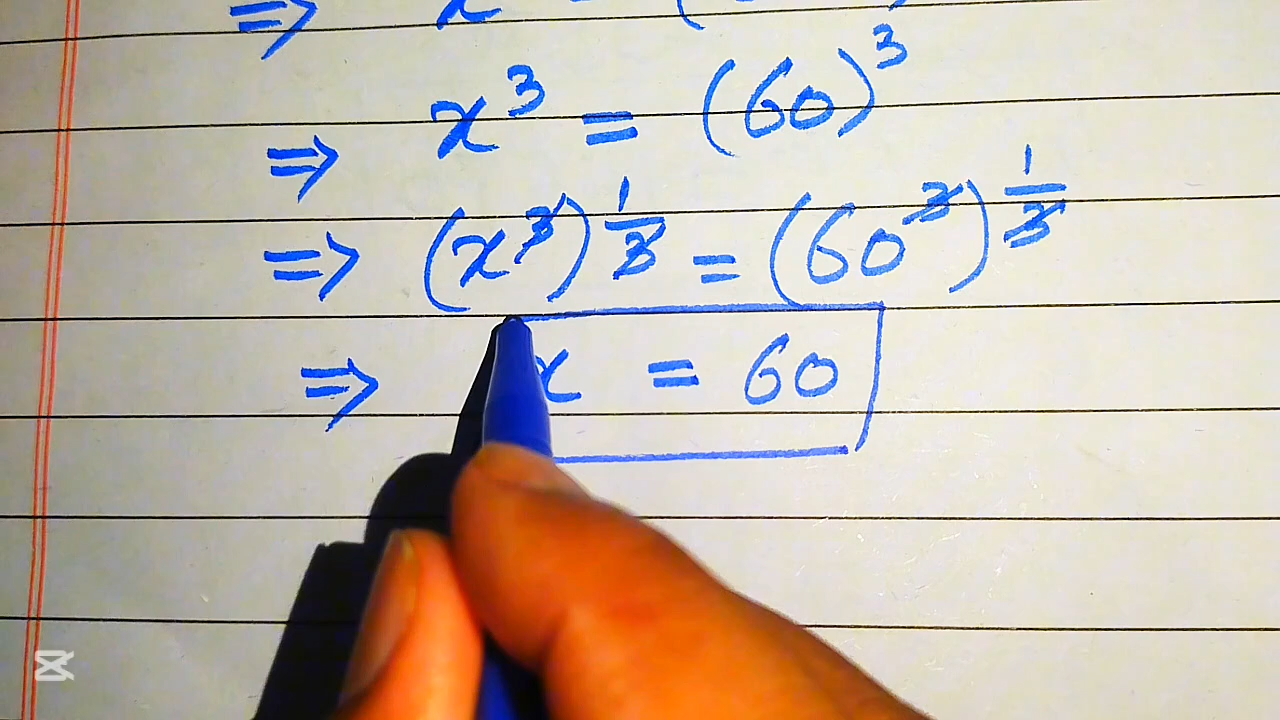 ⇒ x = (
⇒ x³ = (60)³
⇒ (x³)^(1/3) = (60³)^(1/3)
⇒ x = 60